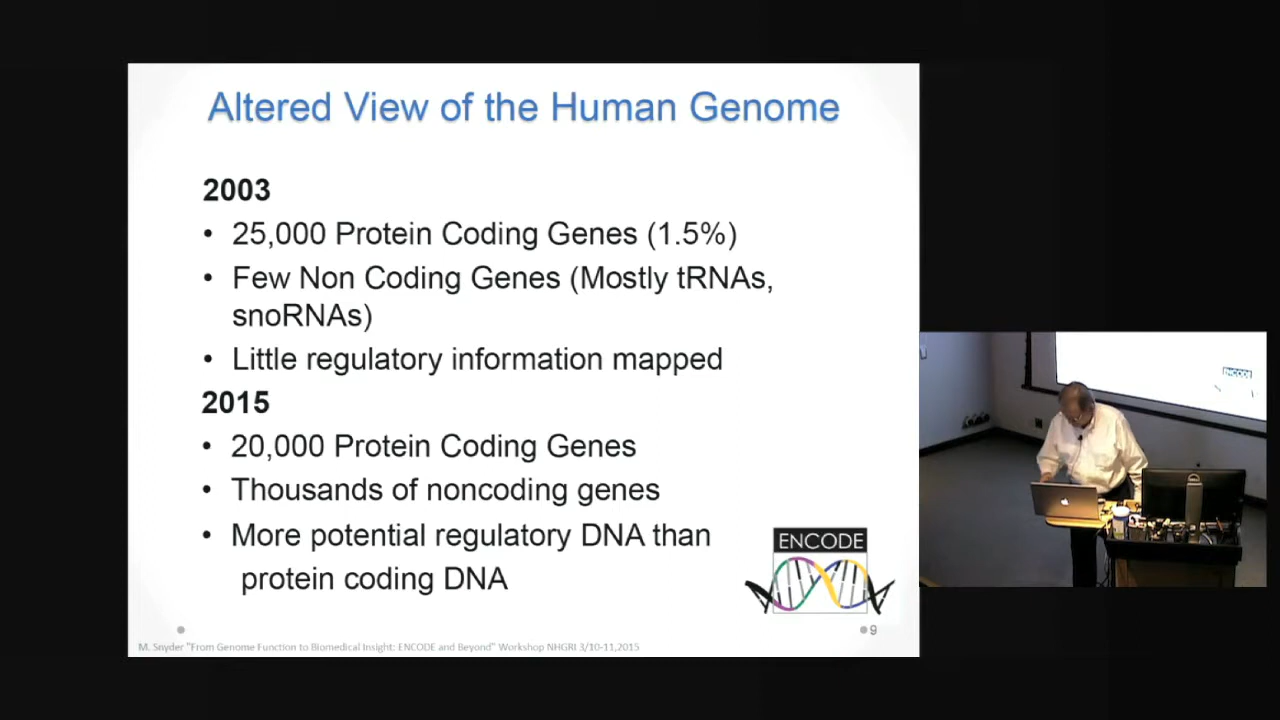 Altered View of the Human Genome
2003
• 25,000 Protein Coding Genes (1.5%)
• Few Non Coding Genes (Mostly tRNAs,
snoRNAs)
• Little regulatory information mapped
2015
• 20,000 Protein Coding Genes
• Thousands of noncoding genes
• More potential regulatory DNA than
protein coding DNA
ENCODE
9
M. Snyder "From Genome Function to Biomedical Insight: ENCODE and Beyond" Workshop NHGRI 3/10-11,2015
ENCODE